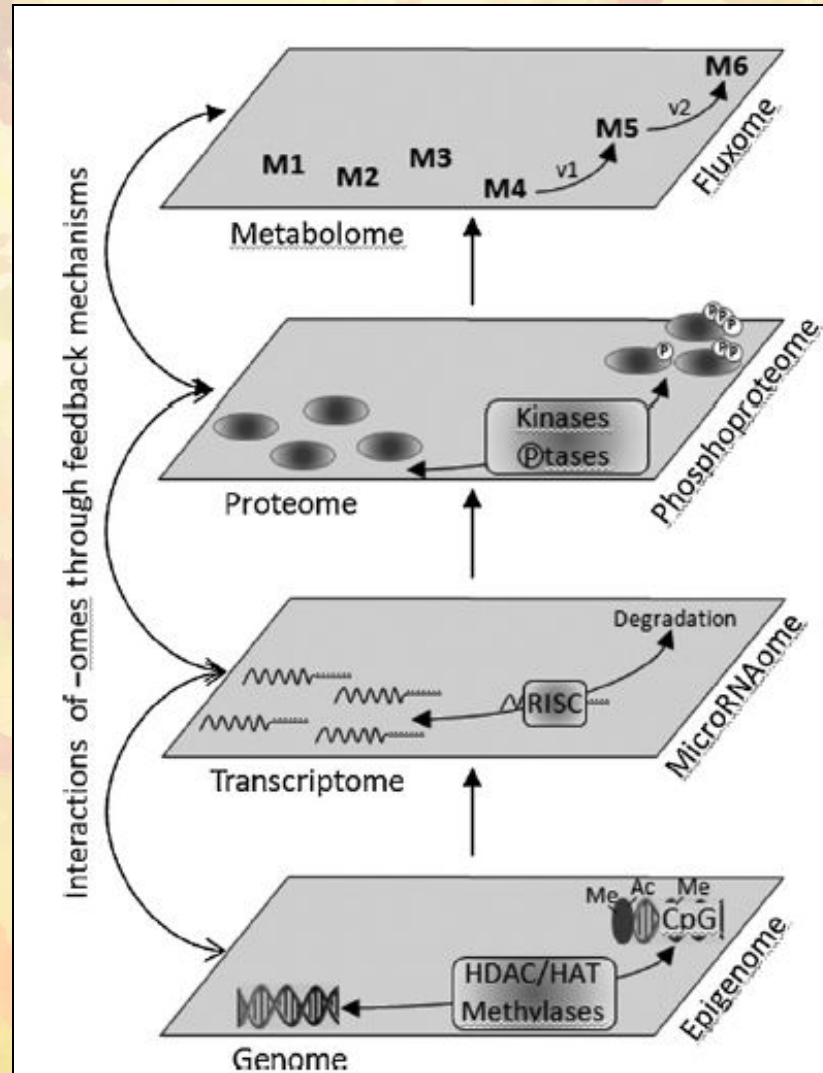 Interactions of –omes through feedback mechanisms
M6
v2
M5
M3
M1
M2
v1
M4
Fluxome
Metabolome
P
P
P
P
P
P
Kinases
Ptases
Phosphoproteome
Proteome
Degradation
RISC
MicroRNAome
Transcriptome
Me Ac Me
CpG
HDAC/HAT
Methylases
Epigenome
Genome